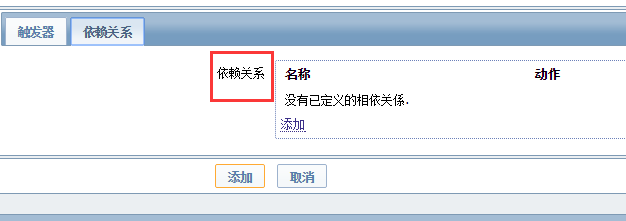 触发器 依赖关系
依赖关系 名称 动作
没有已定义的相依关係.
添加
添加 取消